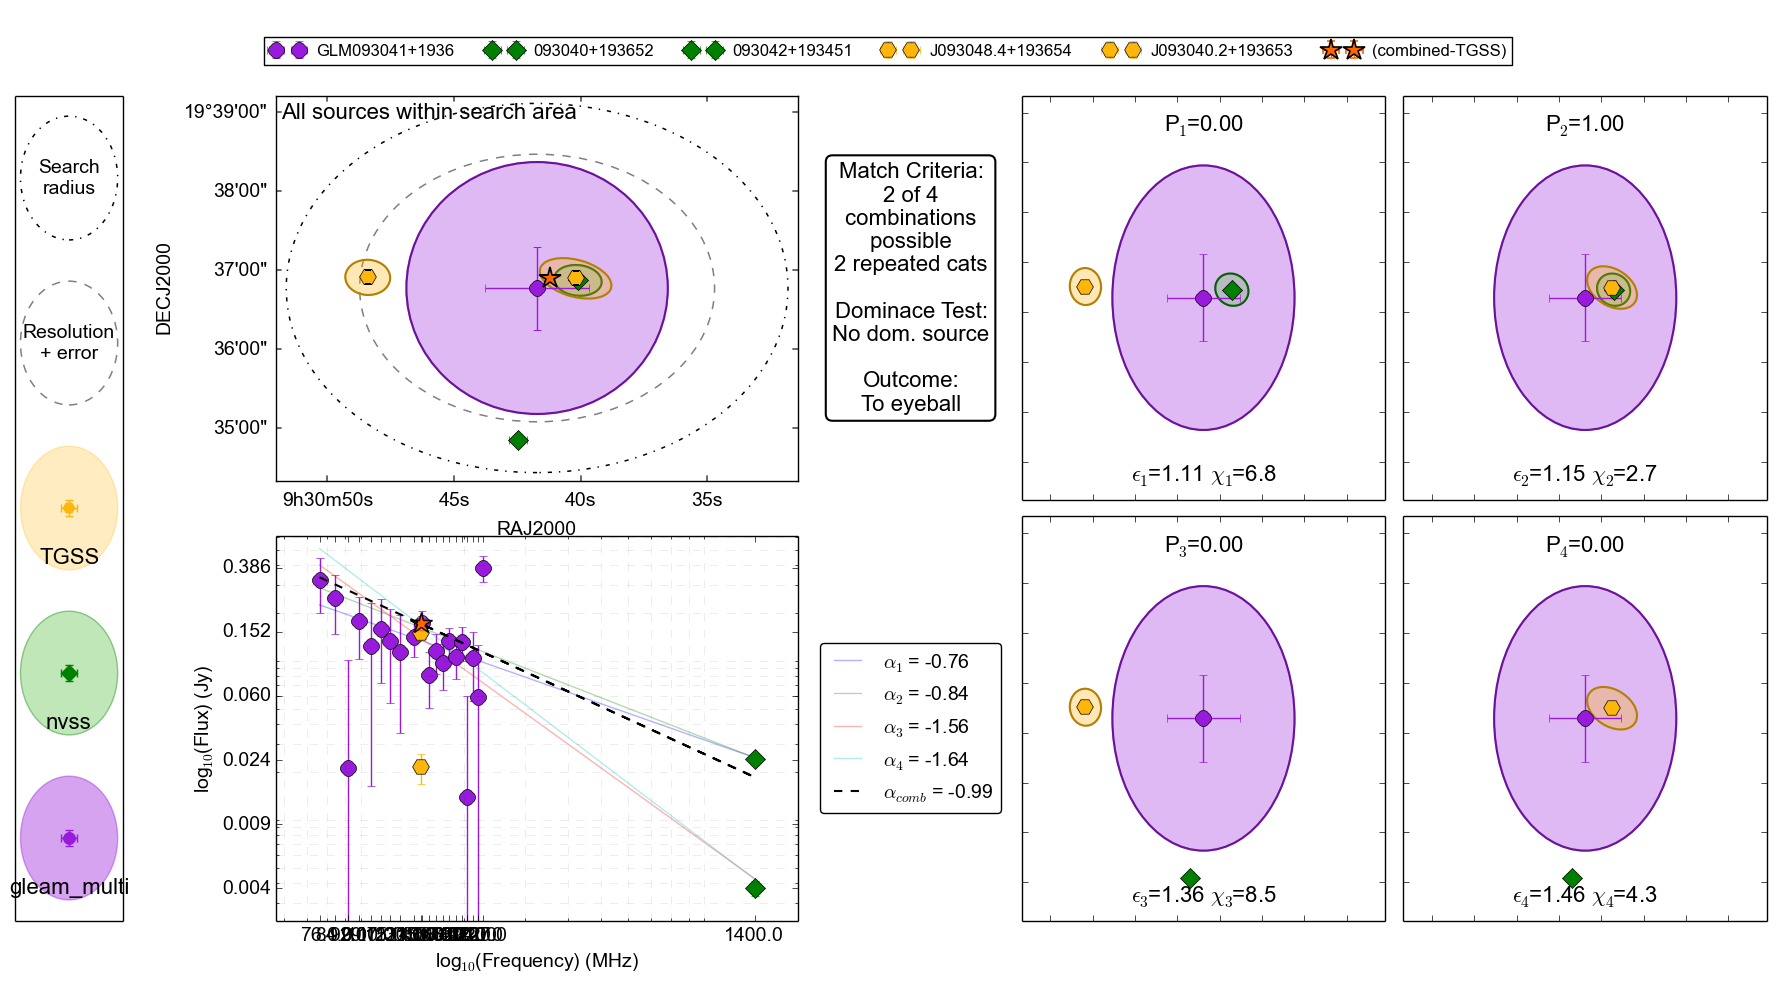 GLM093041+1936 093040+193652 093042+193451 J093048.4+193654 J093040.2+193653 (combined-TGSS)
Search
radius
Resolution
+ error
TGSS
nvss
gleam_multi
All sources within search area
DECJ2000
19°39'00"
38'00"
37'00"
36'00"
35'00"
9h30m50s 45s 40s 35s
RAJ2000
Match Criteria:
2 of 4
combinations
possible
2 repeated cats
Dominace Test:
No dom. source
Outcome:
To eyeball
P1=0.00
ϵ1=1.11 χ1=6.8
P2=1.00
ϵ2=1.15 χ2=2.7
log10(Flux) (Jy)
0.386
0.152
0.060
0.024
0.009
0.004
1400.0
log10(Frequency) (MHz)
α1 = -0.76
α2 = -0.84
α3 = -1.56
α4 = -1.64
αcomb = -0.99
P3=0.00
ϵ3=1.36 χ3=8.5
P4=0.00
ϵ4=1.46 χ4=4.3